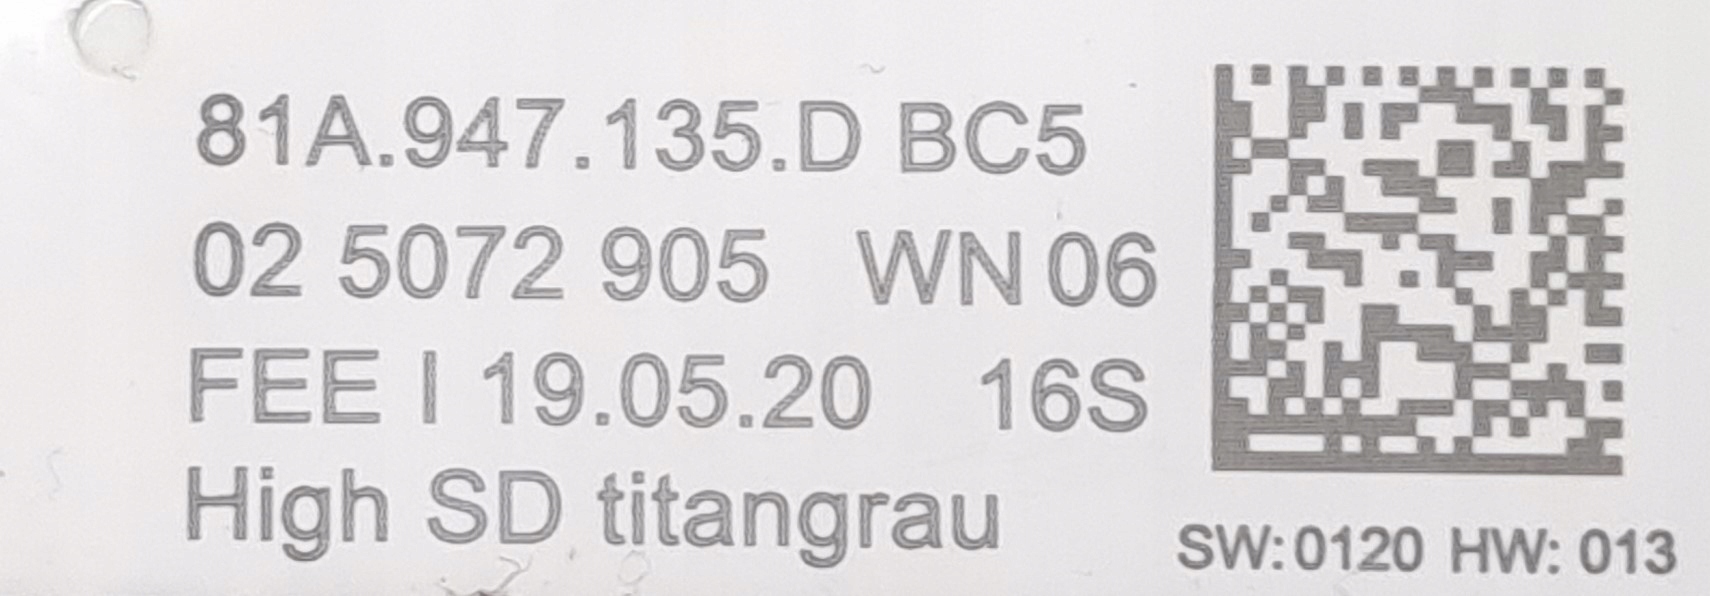 81A.947.135.D BC5
02 5072 905 WN 06
FEE I 19.05.20 16S
High SD titangrau
SW:0120 HW: 013